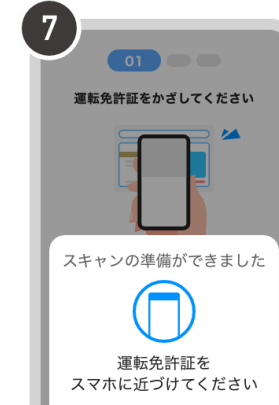 7
01
運転免許証をかざしてください
スキャンの準備ができました
運転免許証を
スマホに近づけてください